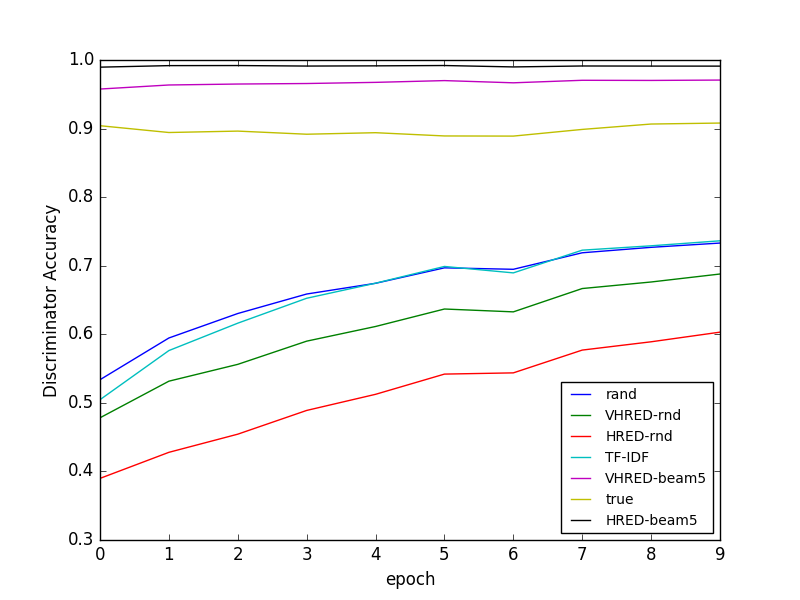 1.0
0.9
0.8
0.7
0.6
0.5
0.4
0.3
Discriminator Accuracy
0 1 2 3 4 5 6 7 8 9
epoch
rand
VHRED-rnd
HRED-rnd
TF-IDF
VHRED-beam5
true
HRED-beam5